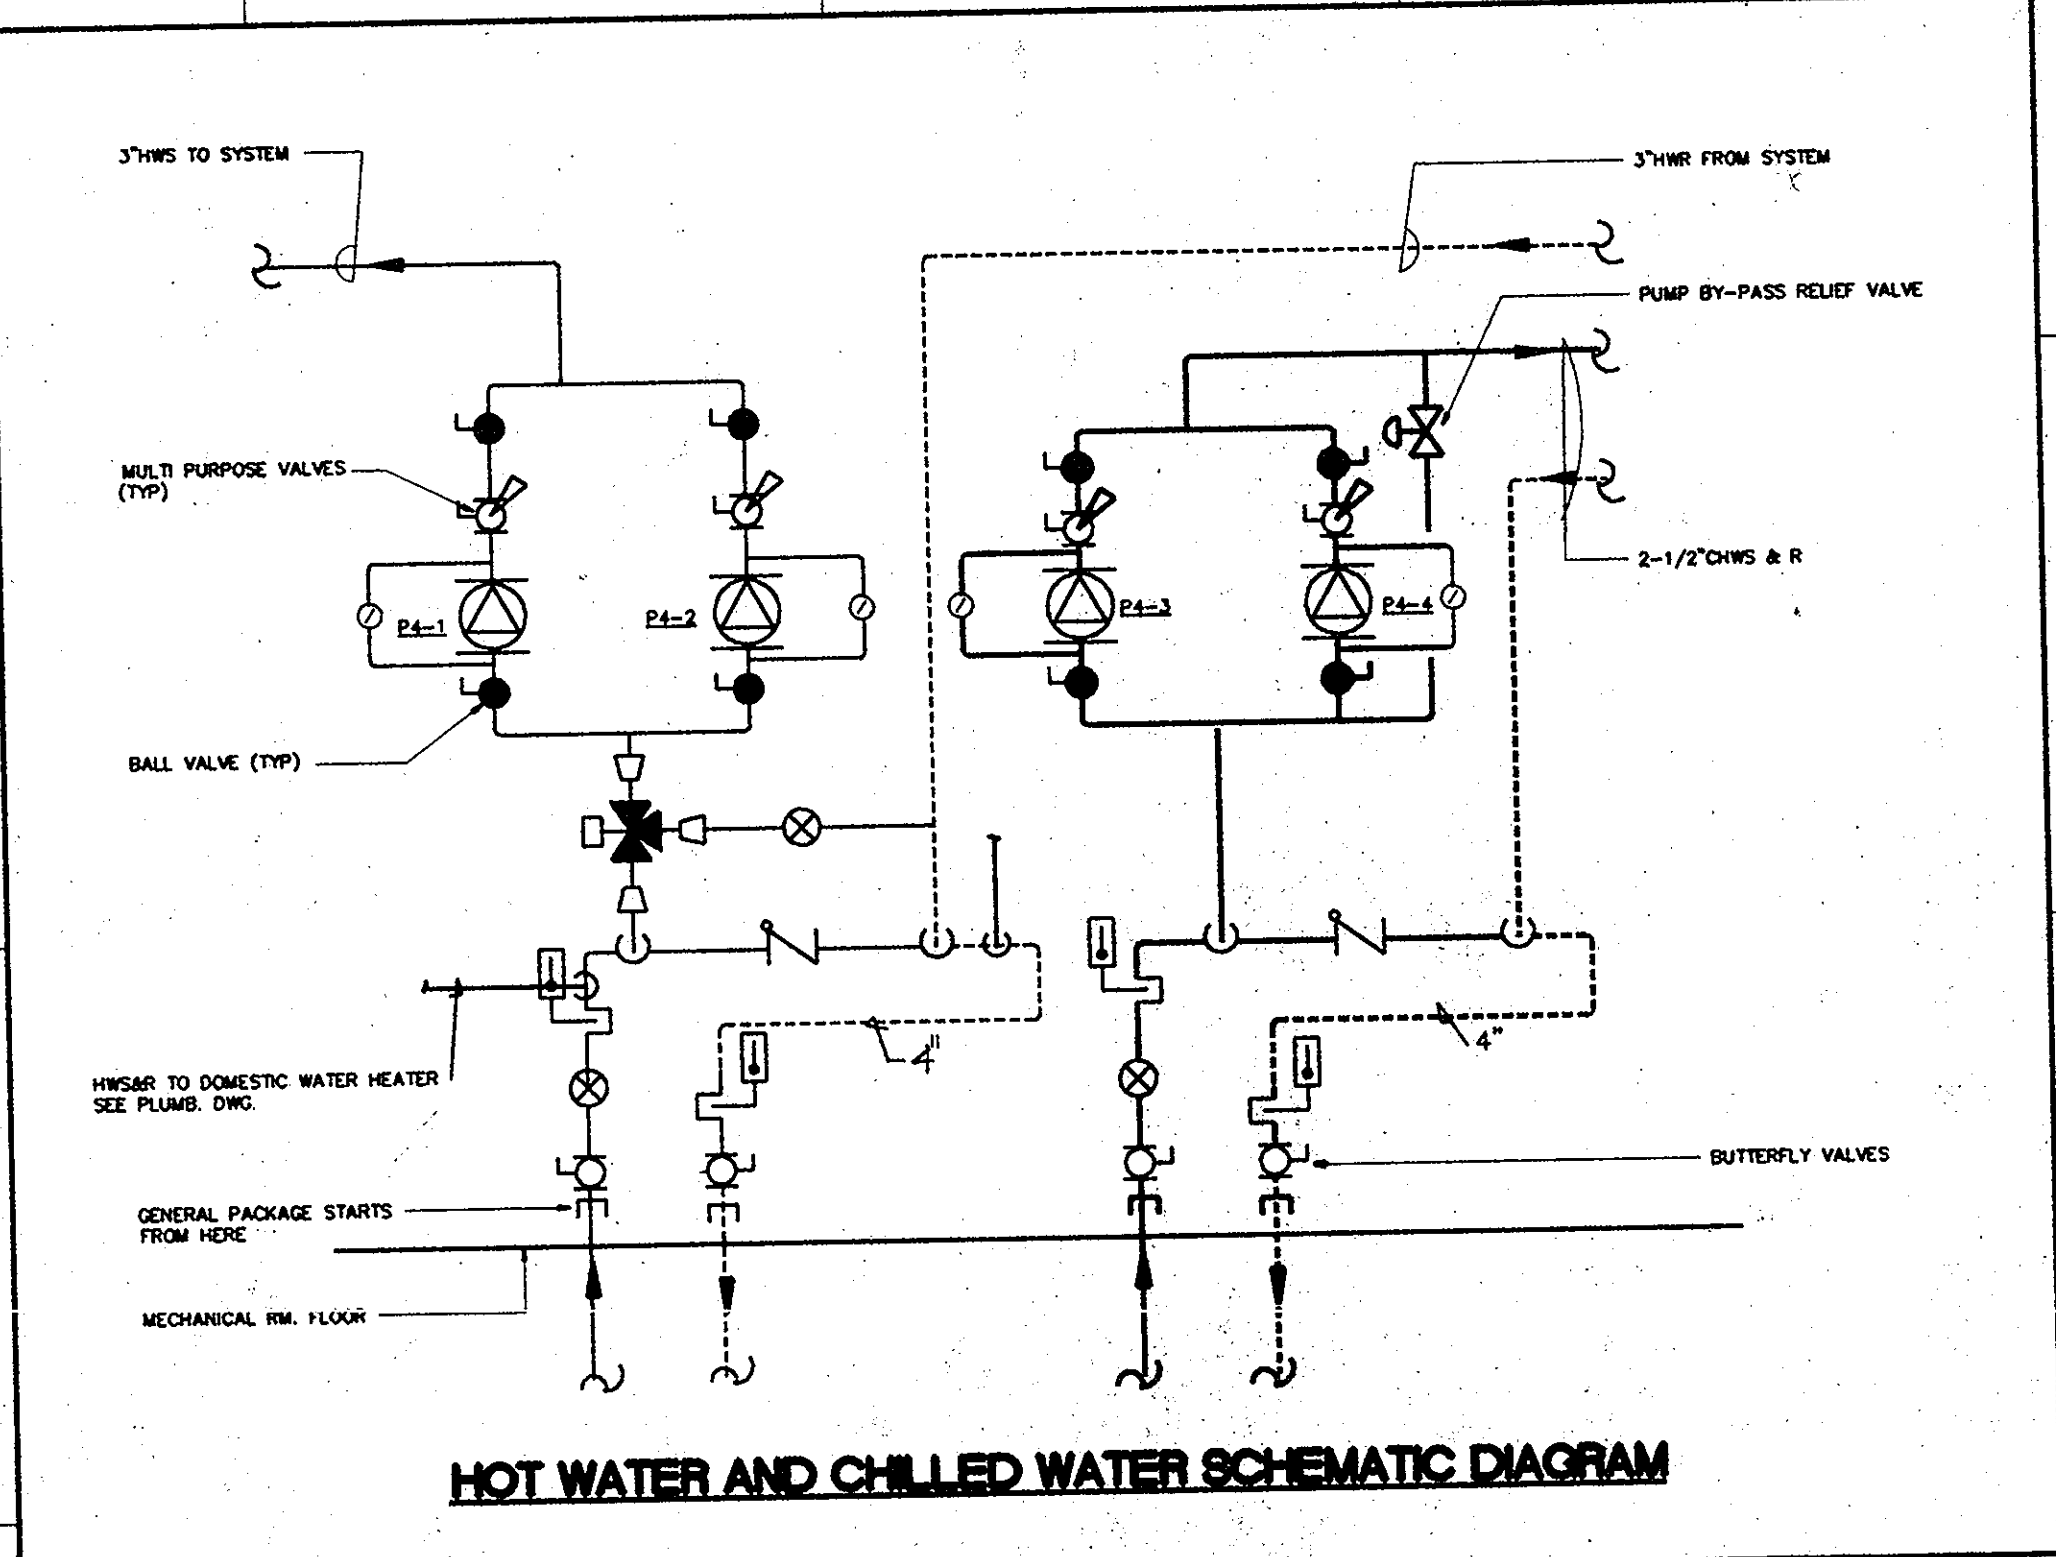 3"HWS TO SYSTEM
3"HWR FROM SYSTEM
PUMP BY-PASS RELIEF VALVE
MULTI PURPOSE VALVES
(TYP)
2-1/2"CHWS & R
P4-1
P4-2
P4-3
P4-4
BALL VALVE (TYP)
4"
4"
HWS&R TO DOMESTIC WATER HEATER
SEE PLUMB. DWG.
BUTTERFLY VALVES
GENERAL PACKAGE STARTS
FROM HERE
MECHANICAL RM. FLOOR
HOT WATER AND CHILLED WATER SCHEMATIC DIAGRAM